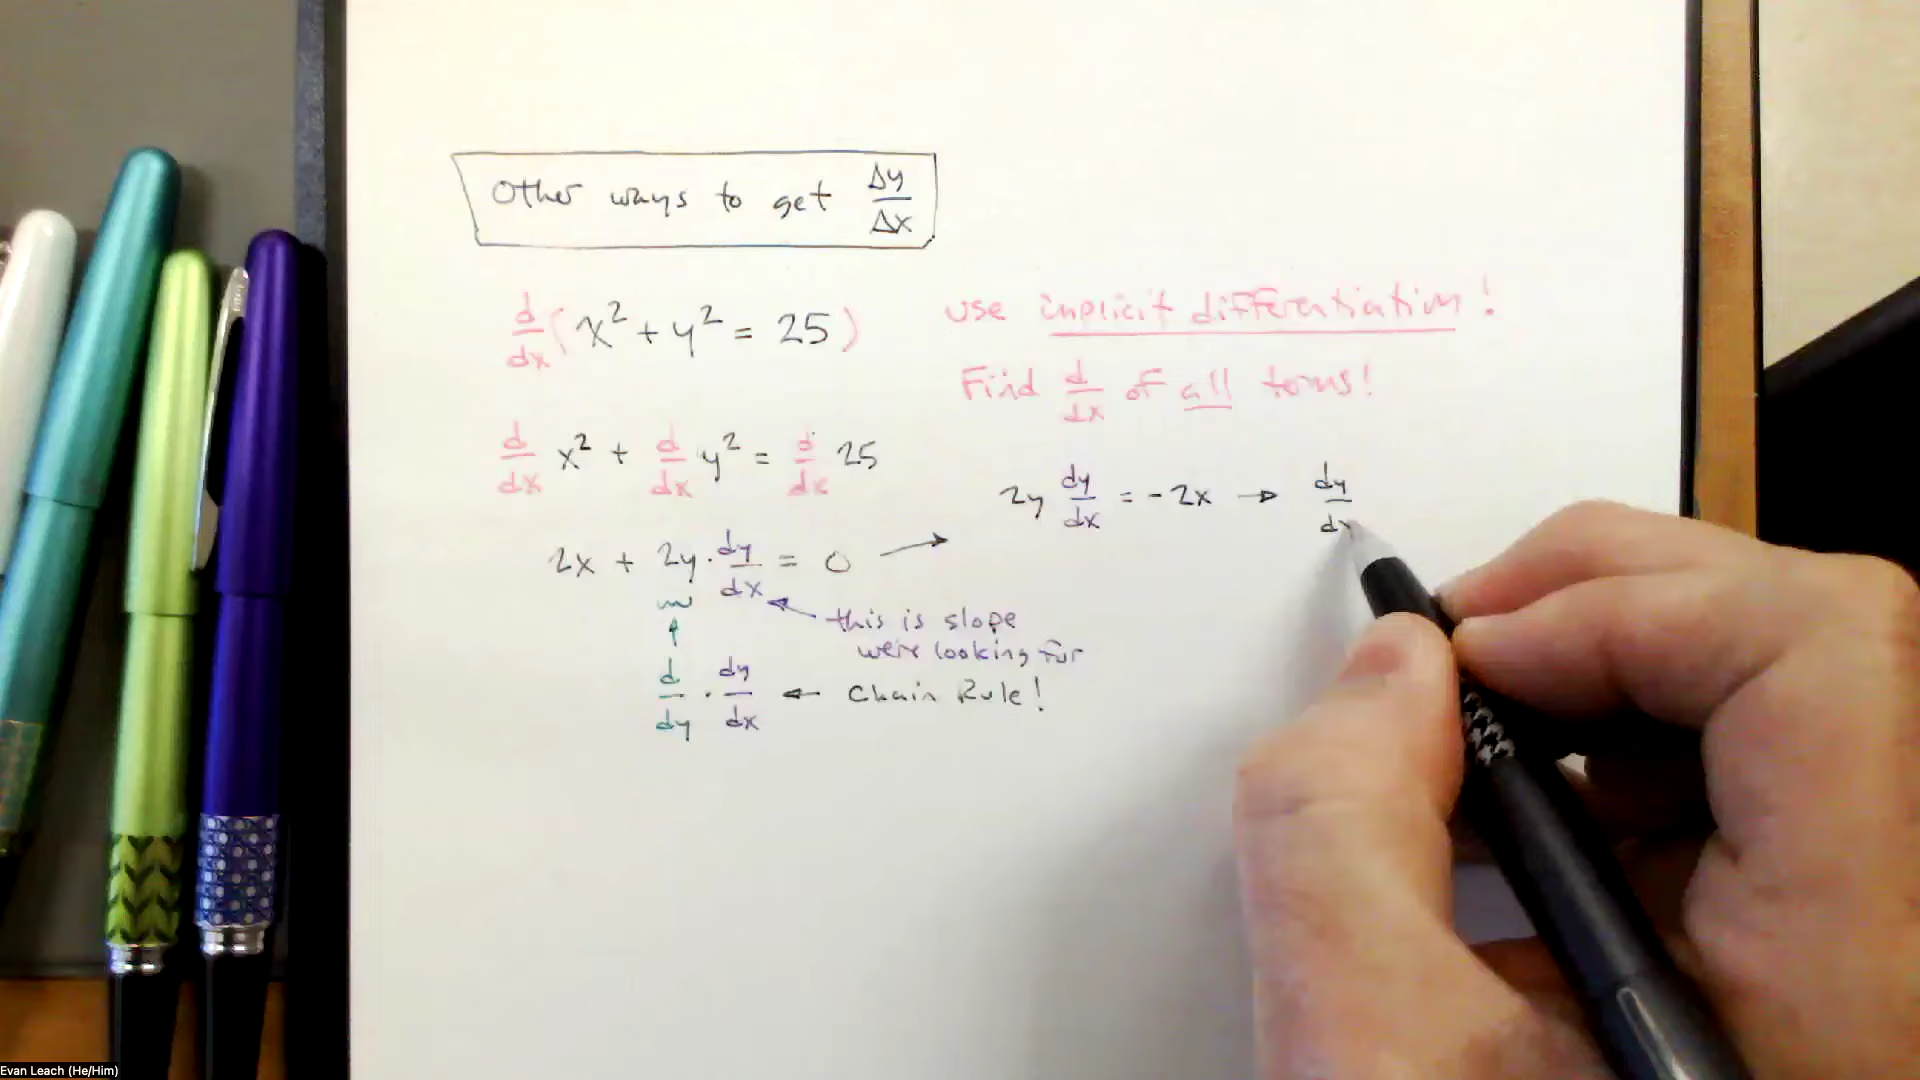 Other ways to get Δy/Δx
d/dx (x² + y² = 25)
use implicit differentiation!
Find d/dx of all terms!
d/dx x² + d/dx y² = d/dx 25
2x + 2y · dy/dx = 0 →
2y dy/dx = -2x → dy/dx
this is slope
we're looking for
d/dy · dy/dx ← Chain Rule!
Evan Leach (He/Him)